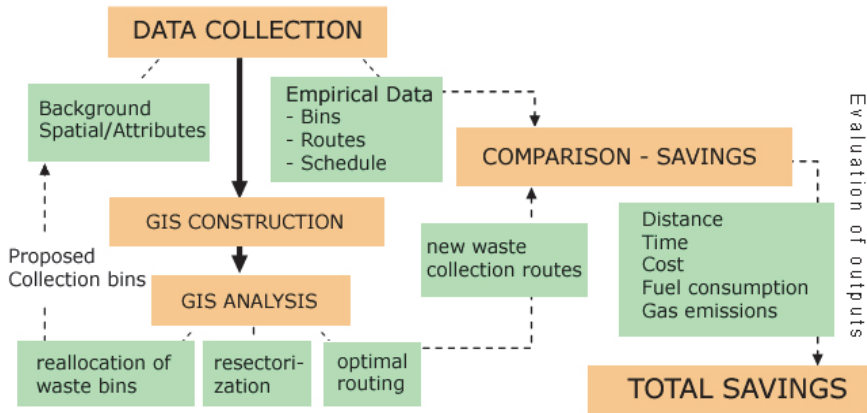 DATA COLLECTION
Background
Spatial/Attributes
Empirical Data
- Bins
- Routes
- Schedule
COMPARISON - SAVINGS
Evaluation of outputs
GIS CONSTRUCTION
new waste
collection routes
Distance
Time
Cost
Fuel consumption
Gas emissions
Proposed
Collection bins
GIS ANALYSIS
reallocation of
waste bins
resectori-
zation
optimal
routing
TOTAL SAVINGS